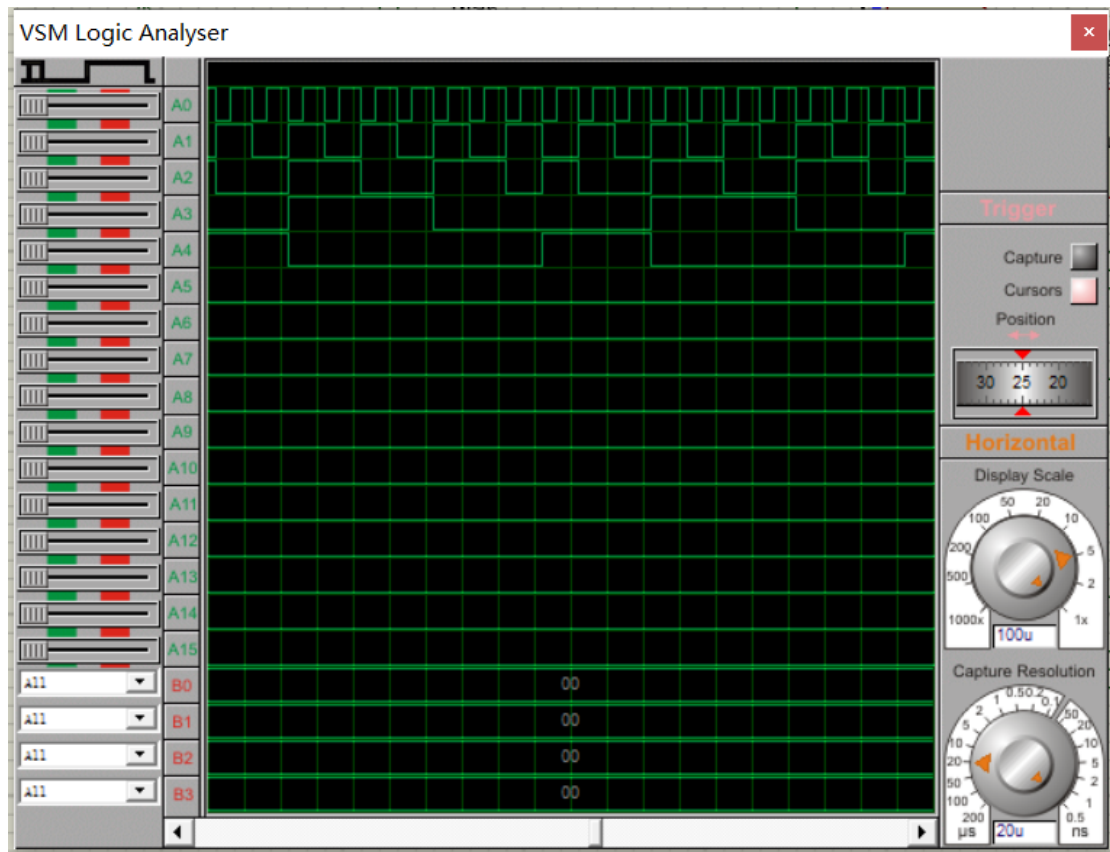 VSM Logic Analyser
A0
A1
A2
A3
A4
A5
A6
A7
A8
A9
A10
A11
A12
A13
A14
A15
All B0 00
All B1 00
All B2 00
All B3 00
Trigger
Capture
Cursors
Position
30 25 20
Horizontal
Display Scale
50 20
100 10
200 5
500 2
1000x 1x
100u
Capture Resolution
1 0.5 0.2 0.1
2 50
5 20
10 10
20 5
50 2
100 1
200 0.5
µs 20u ns